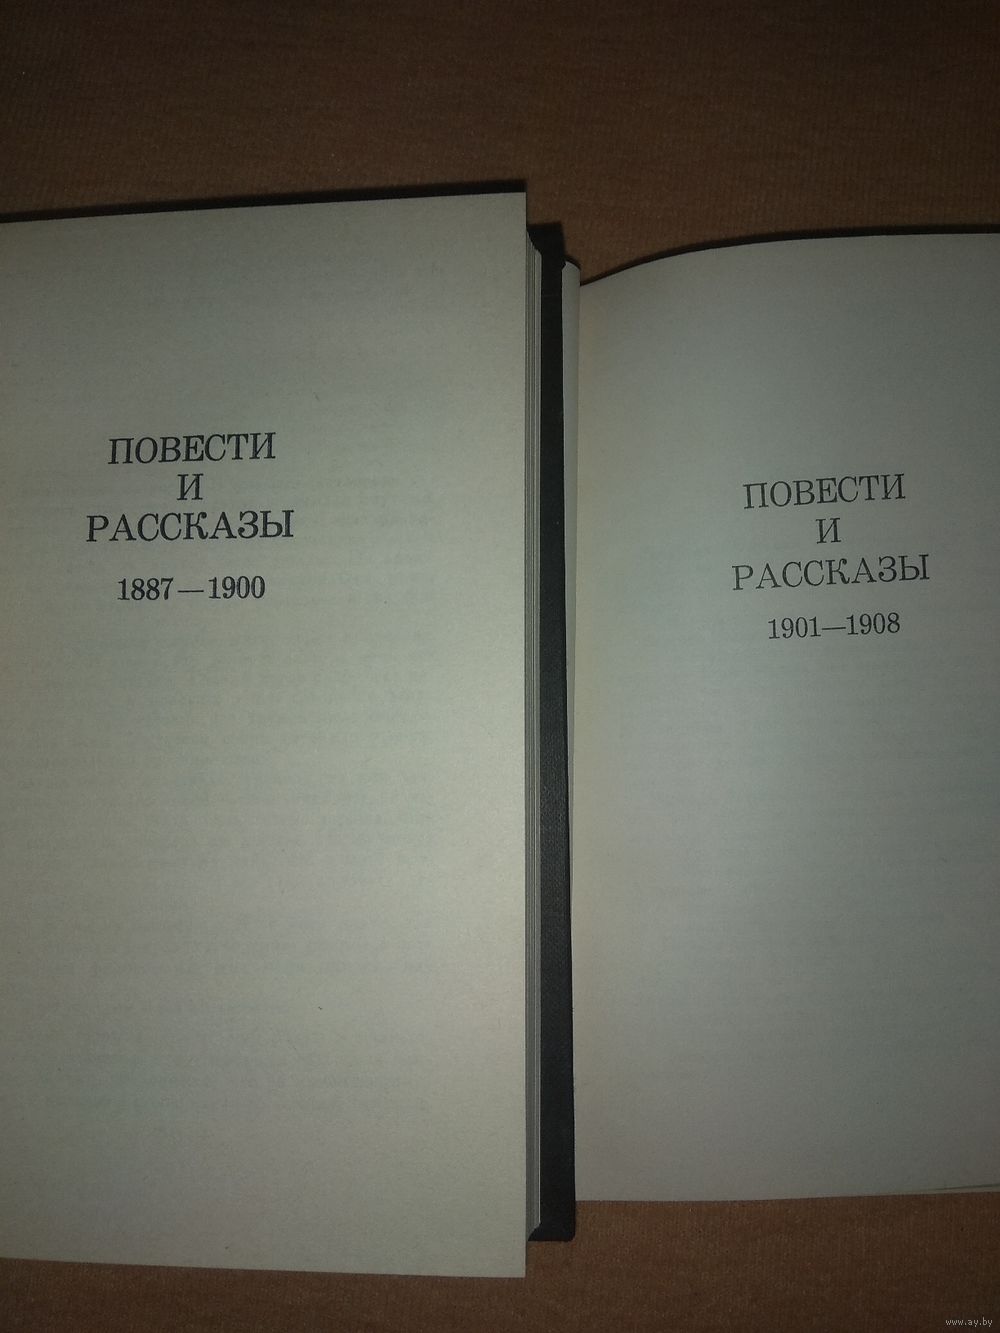 ПОВЕСТИ
И
РАССКАЗЫ
1887—1900
ПОВЕСТИ
И
РАССКАЗЫ
1901—1908
www.ay.by